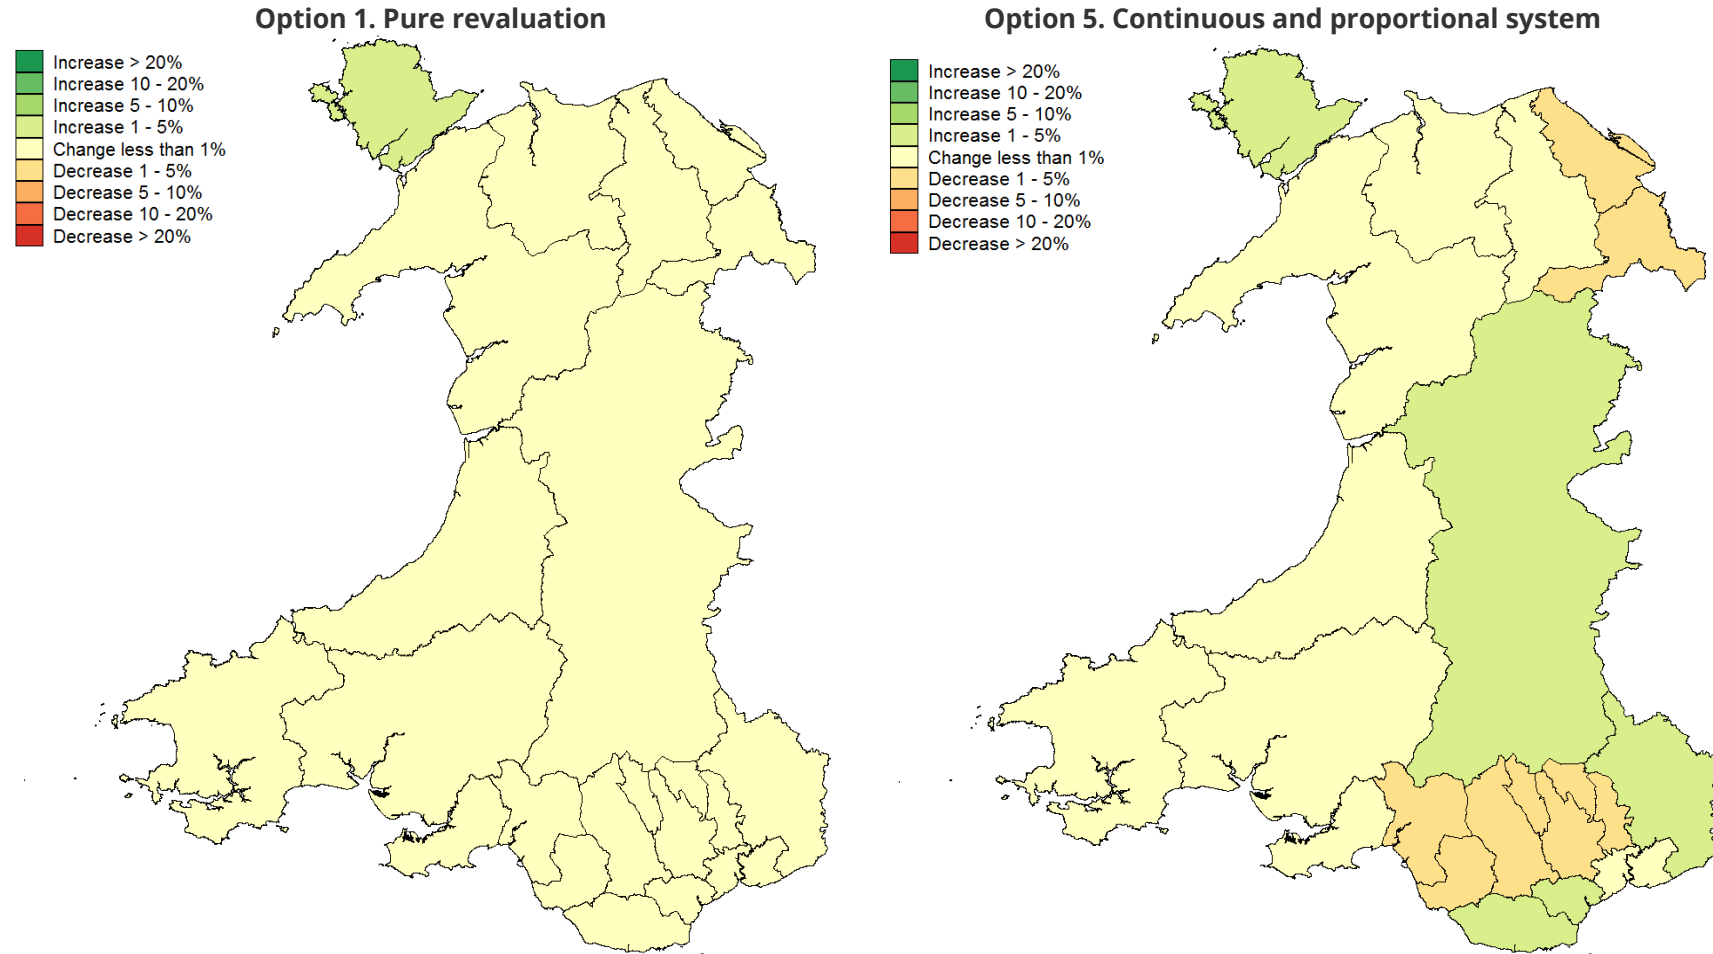 Option 1. Pure revaluation
Increase > 20%
Increase 10 - 20%
Increase 5 - 10%
Increase 1 - 5%
Change less than 1%
Decrease 1 - 5%
Decrease 5 - 10%
Decrease 10 - 20%
Decrease > 20%
Option 5. Continuous and proportional system
Increase > 20%
Increase 10 - 20%
Increase 5 - 10%
Increase 1 - 5%
Change less than 1%
Decrease 1 - 5%
Decrease 5 - 10%
Decrease 10 - 20%
Decrease > 20%